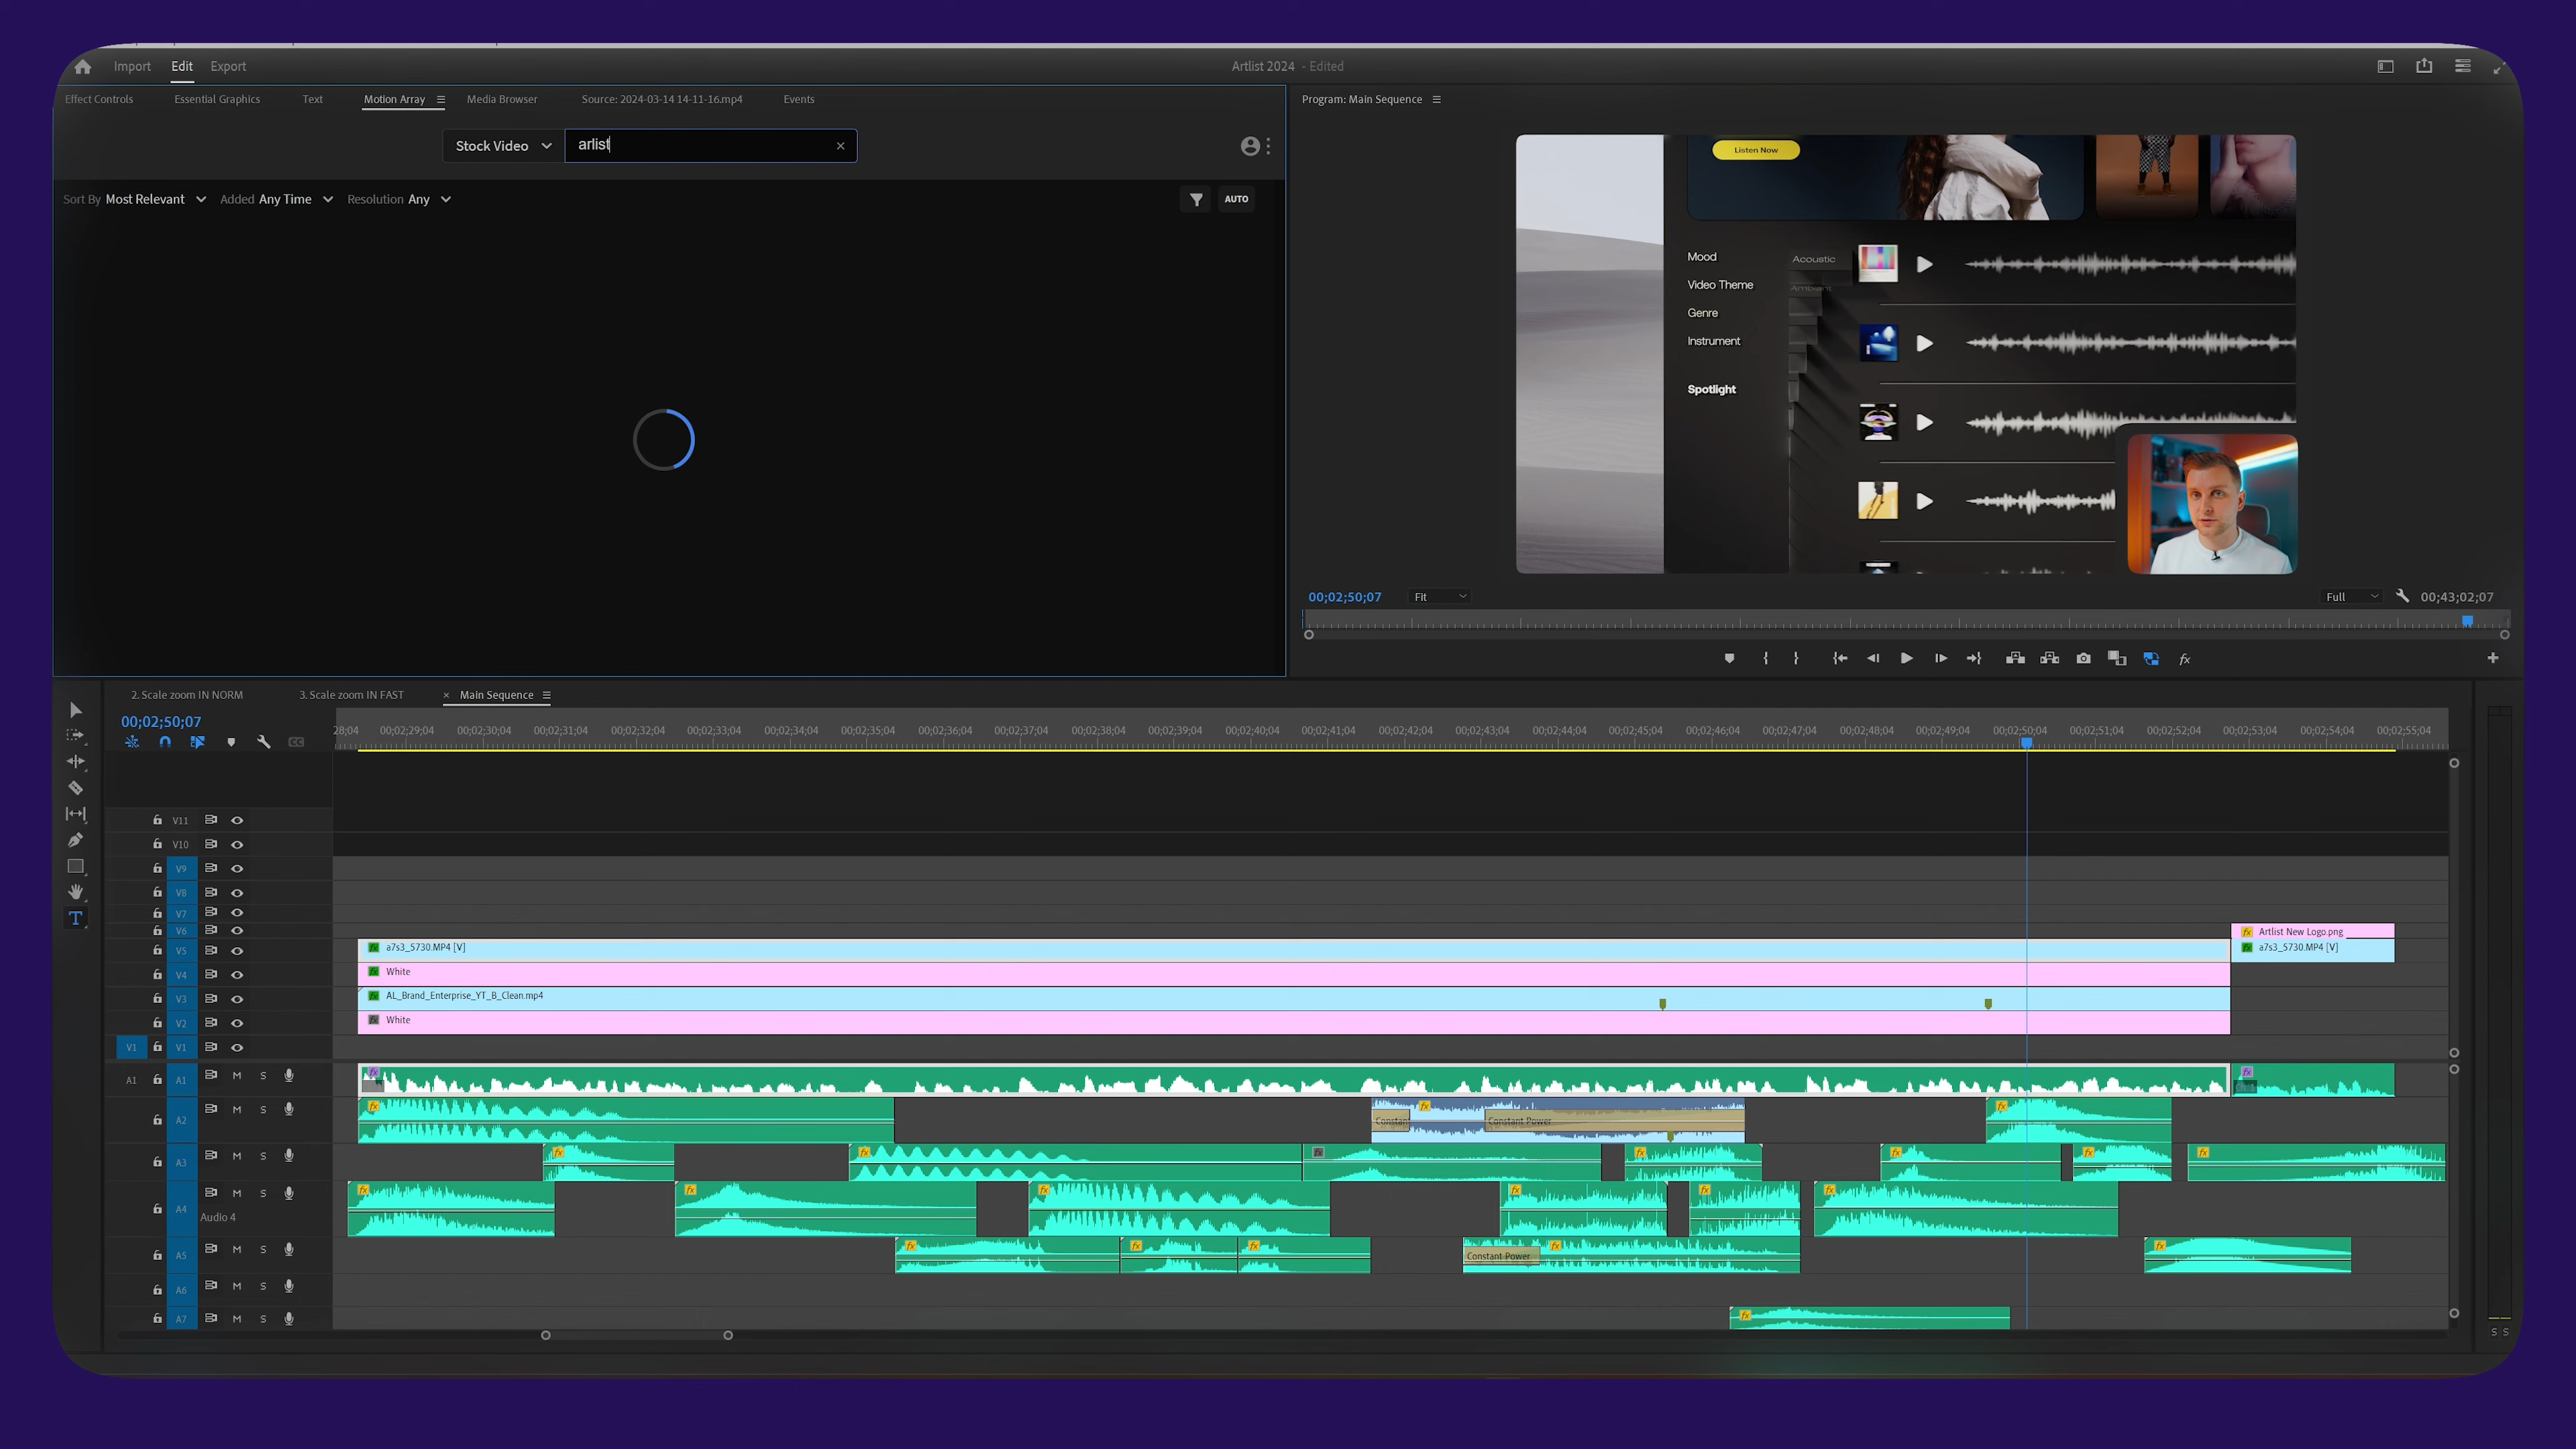 Import Edit Export
Artlist 2024 - Edited
Effect Controls Essential Graphics Text Motion Array Media Browser Source: 2024-03-14 14-11-16.mp4 Events
Program: Main Sequence
Stock Video arlist
Sort By Most Relevant Added Any Time Resolution Any
AUTO
Listen Now
Mood
Video Theme
Genre
Instrument
Spotlight
Acoustic
Ambient
00;02;50;07 Fit Full 00;43;02;07
2. Scale zoom IN NORM 3. Scale zoom IN FAST Main Sequence
00;02;50;07
28;04 00;02;29;04 00;02;30;04 00;02;31;04 00;02;32;04 00;02;33;04 00;02;34;04 00;02;35;04 00;02;36;04 00;02;37;04 00;02;38;04 00;02;39;04 00;02;40;04 00;02;41;04 00;02;42;04 00;02;43;04 00;02;44;04 00;02;45;04 00;02;46;04 00;02;47;04 00;02;48;04 00;02;49;04 00;02;50;04 00;02;51;04 00;02;52;04 00;02;53;04 00;02;54;04 00;02;55;04
V11
V10
V9
V8
V7
V6 Artlist New Logo.png
V5 a7s3_5730.MP4 [V] a7s3_5730.MP4 [V]
V4 White
V3 AL_Brand_Enterprise_YT_B_Clean.mp4
V2 White
V1 V1
A1 A1 M S
A2 M S Constant Constant Power
A3 M S
A4 M S
Audio 4
A5 M S Constant Power
A6 M S
A7 M S
S S